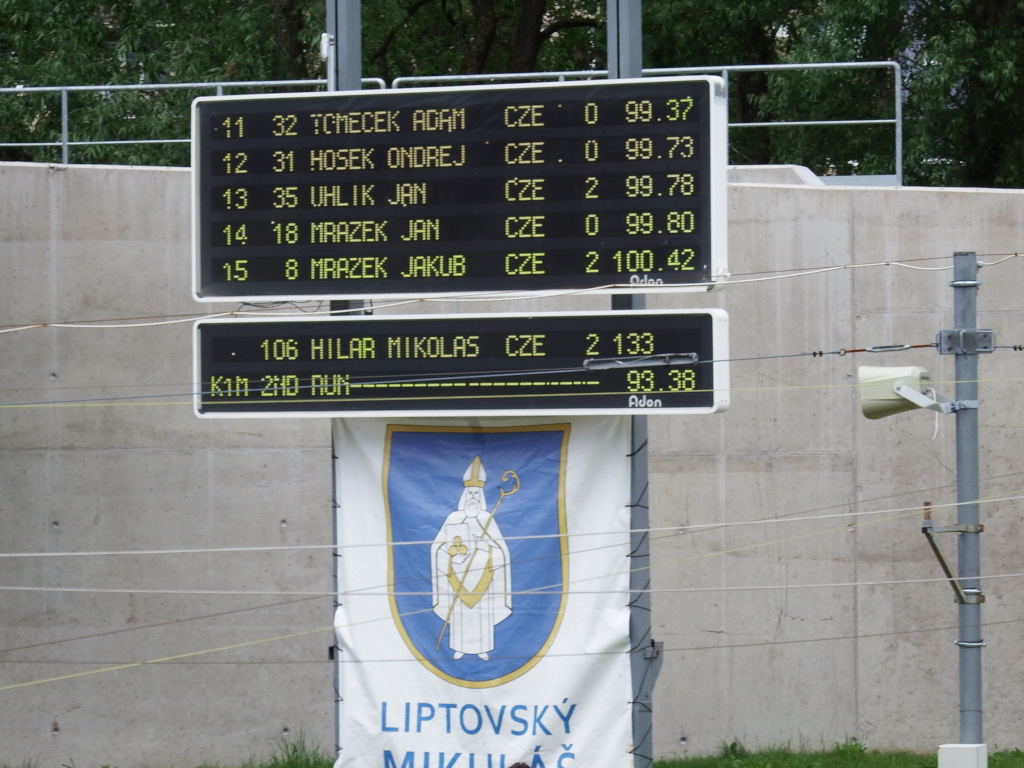 11 32 TOMECEK ADAM CZE 0 99.37
12 31 HOSEK ONDREJ CZE 0 99.73
13 35 UHLIK JAN CZE 2 99.78
14 18 MRAZEK JAN CZE 0 99.80
15 8 MRAZEK JAKUB CZE 2 100.42
Adon
106 HILAR MIKOLAS CZE 2 133
K1M 2ND RUN-------------------- 93.38
Adon
LIPTOVSKÝ
MIKULÁŠ